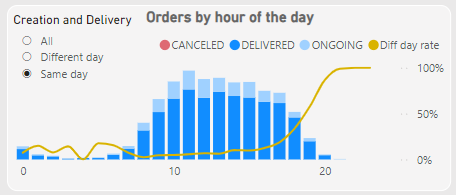 Creation and Delivery
Orders by hour of the day
All
Different day
Same day
CANCELED DELIVERED ONGOING Diff day rate
100%
50%
0%
0 10 20